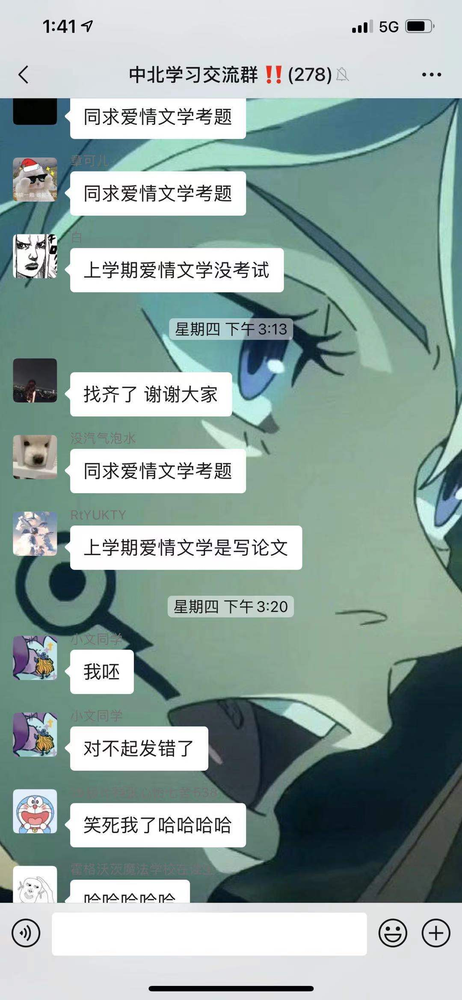 1:41
5G
中北学习交流群‼️(278)
同求爱情文学考题
章可儿
同求爱情文学考题
白
上学期爱情文学没考试
星期四 下午3:13
找齐了 谢谢大家
没汽气泡水
同求爱情文学考题
RtYUKTY
上学期爱情文学是写论文
星期四 下午3:20
小文同学
我呸
小文同学
对不起发错了
笑死我了哈哈哈哈
霍格沃茨魔法学校在读生
哈哈哈哈哈